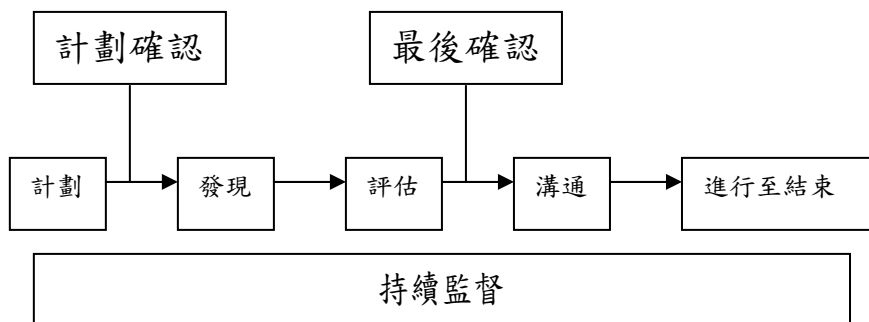 計劃確認
最後確認
計劃
發現
評估
溝通
進行至結束
持續監督